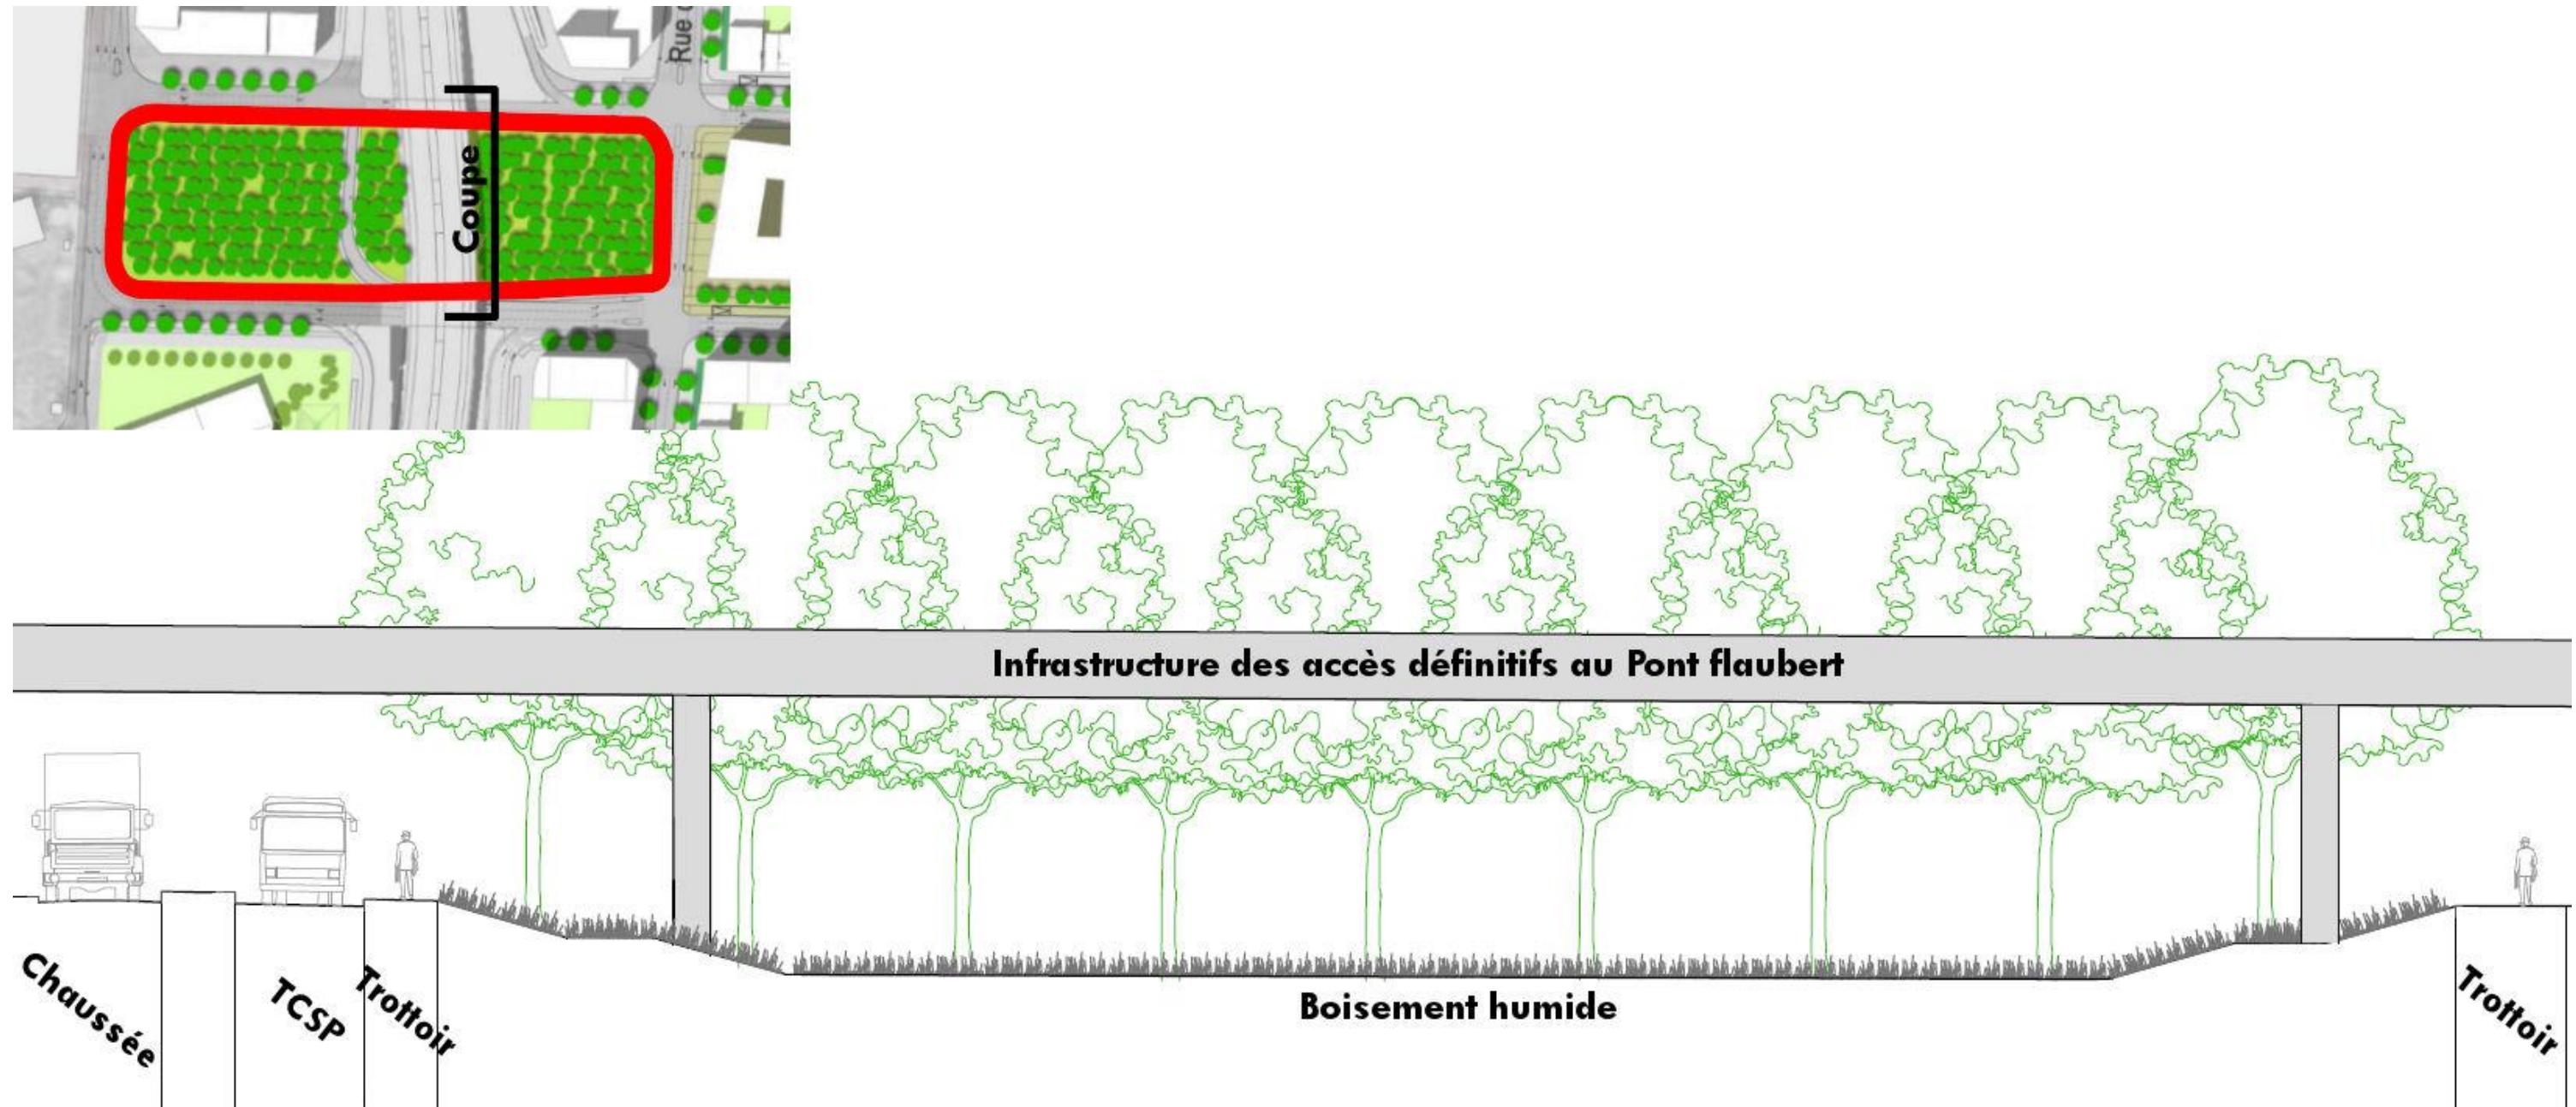 Rue
Coupe
Infrastructure des accès définitifs au Pont flaubert
Chaussée
TCSP
Trottoir
Boisement humide
Trottoir